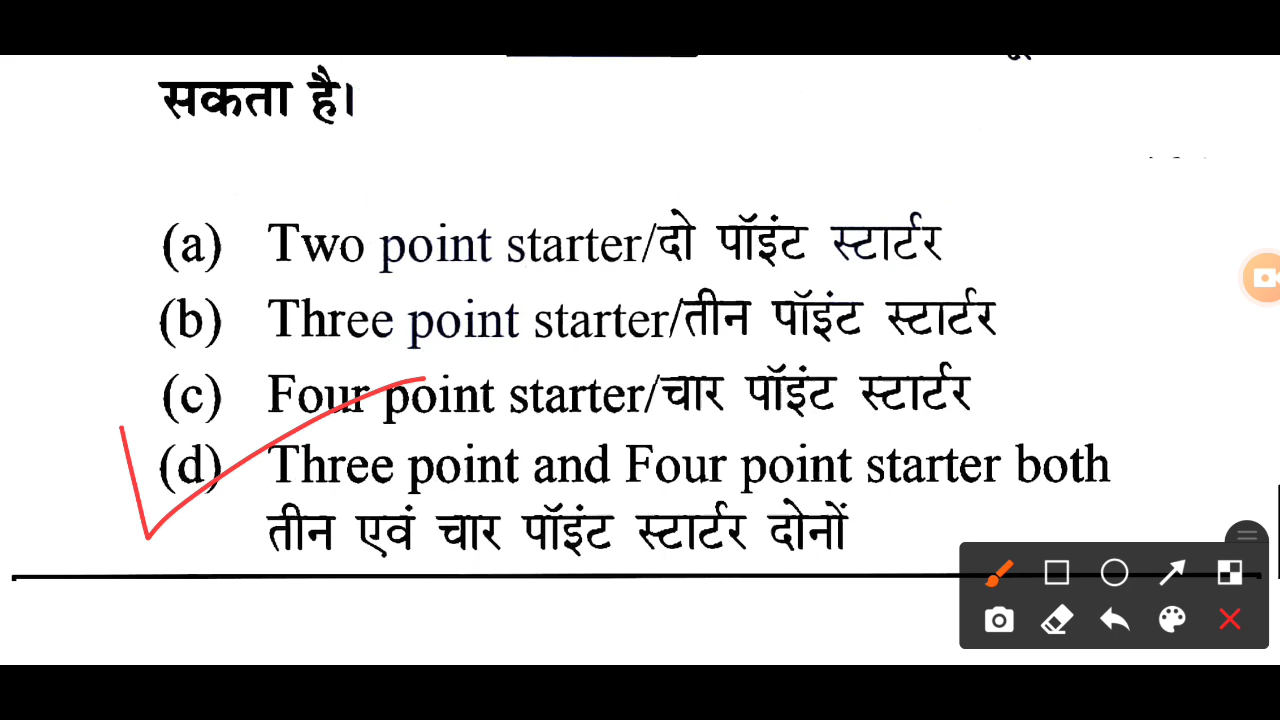 सकता है।
(a) Two point starter/दो पॉइंट स्टार्टर
(b) Three point starter/तीन पॉइंट स्टार्टर
(c) Four point starter/चार पॉइंट स्टार्टर
(d) Three point and Four point starter both
तीन एवं चार पॉइंट स्टार्टर दोनों